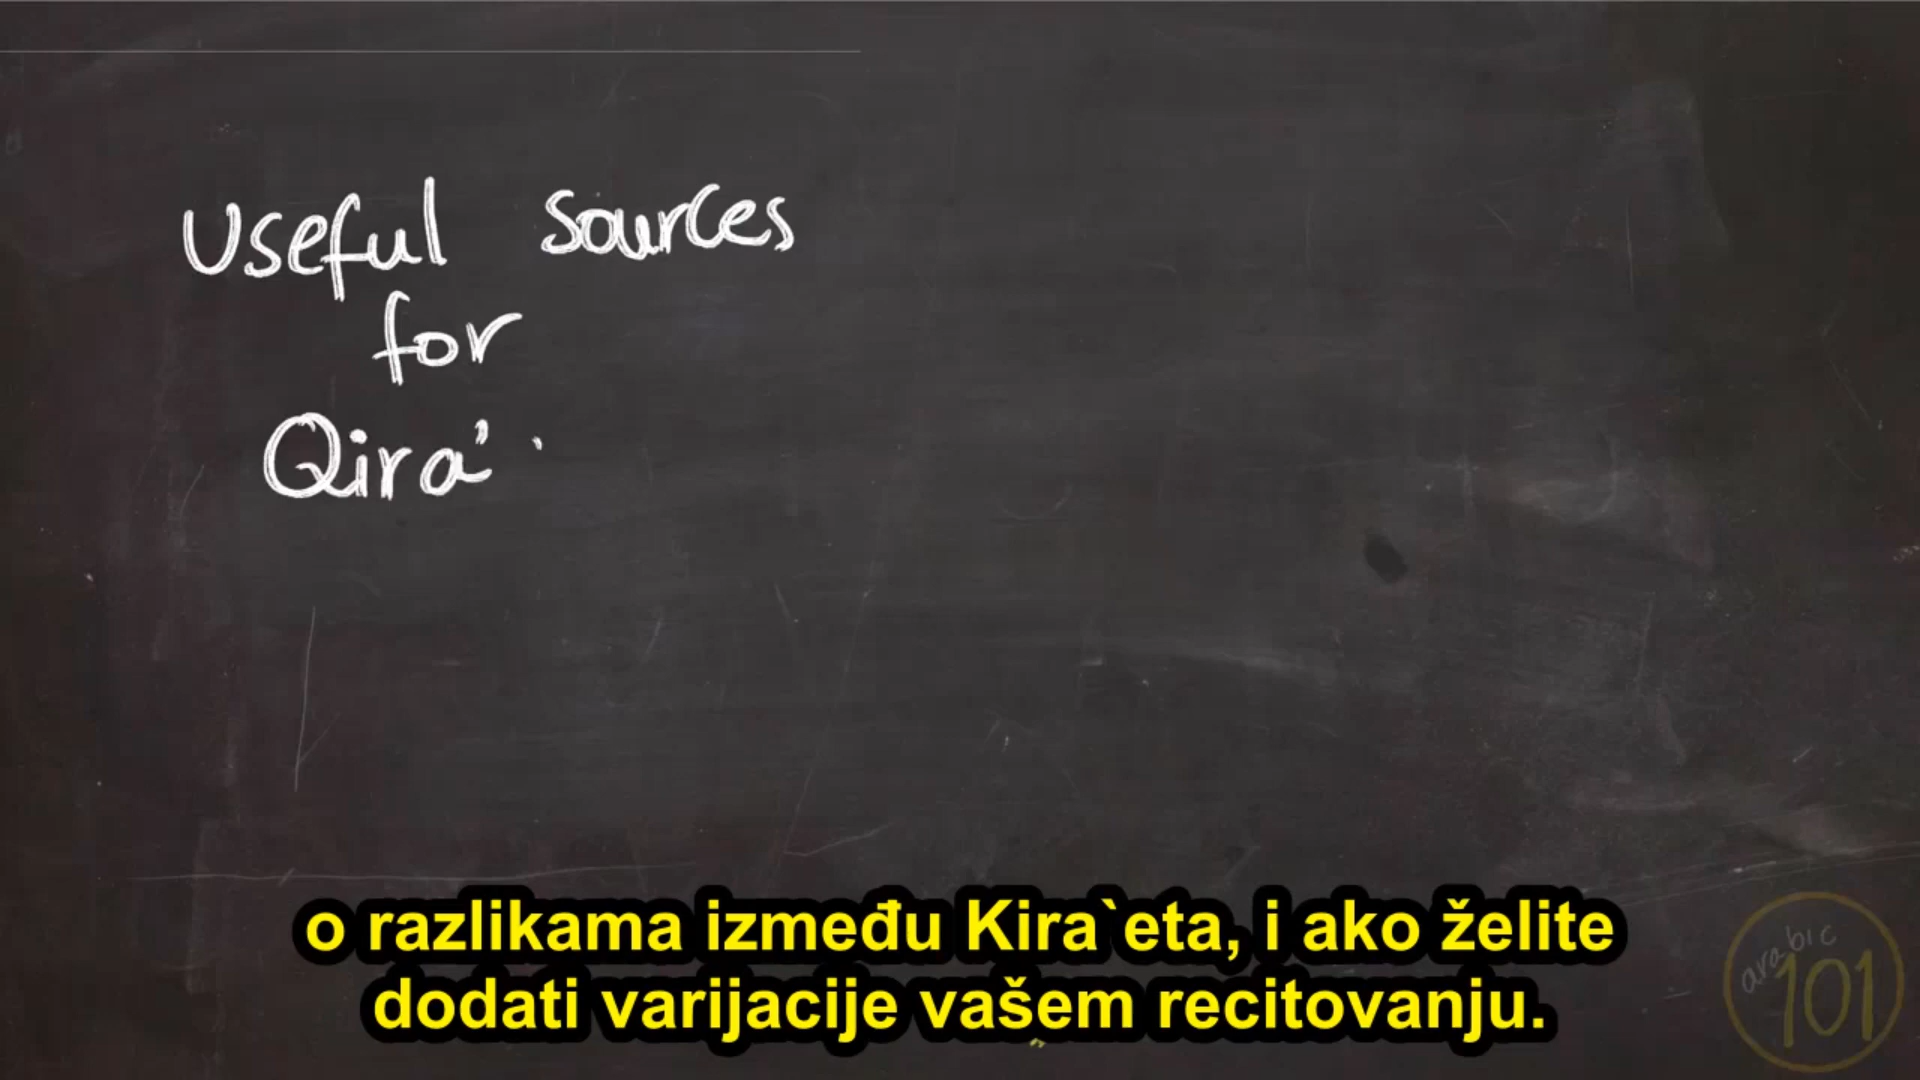 Useful sources
for
Qira'
o razlikama između Kira`eta, i ako želite
dodati varijacije vašem recitovanju.
arabic
101